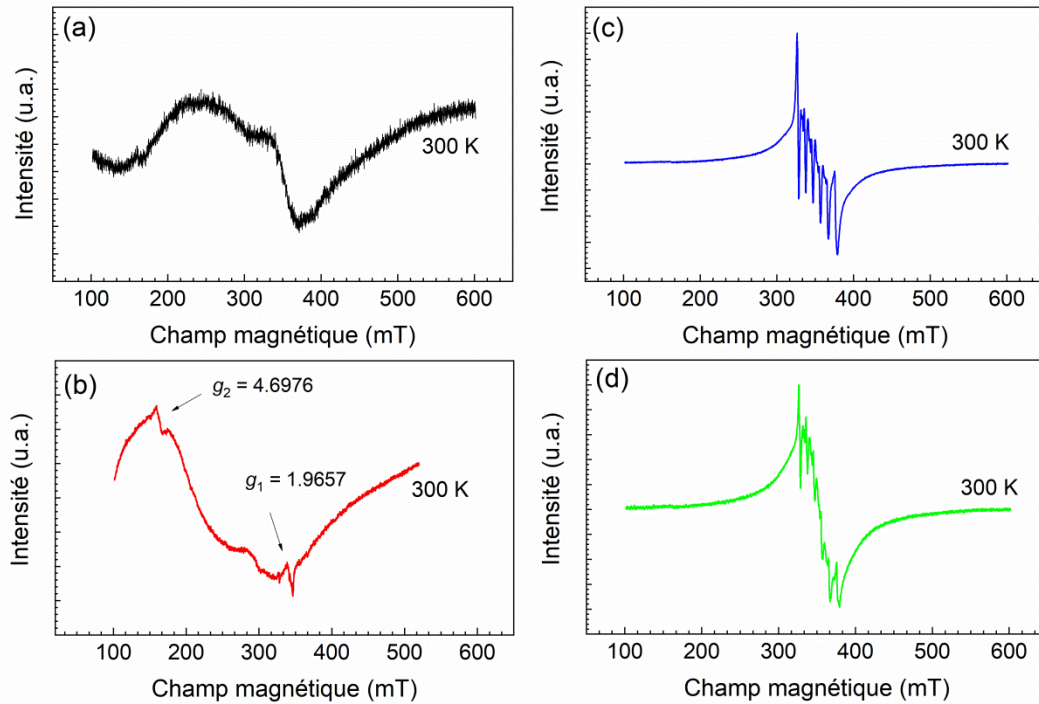 (a)
Intensité (u.a.)
300 K
100 200 300 400 500 600
Champ magnétique (mT)
(c)
Intensité (u.a.)
300 K
100 200 300 400 500 600
Champ magnétique (mT)
(b)
g₂ = 4.6976
g₁ = 1.9657
Intensité (u.a.)
300 K
100 200 300 400 500 600
Champ magnétique (mT)
(d)
Intensité (u.a.)
300 K
100 200 300 400 500 600
Champ magnétique (mT)